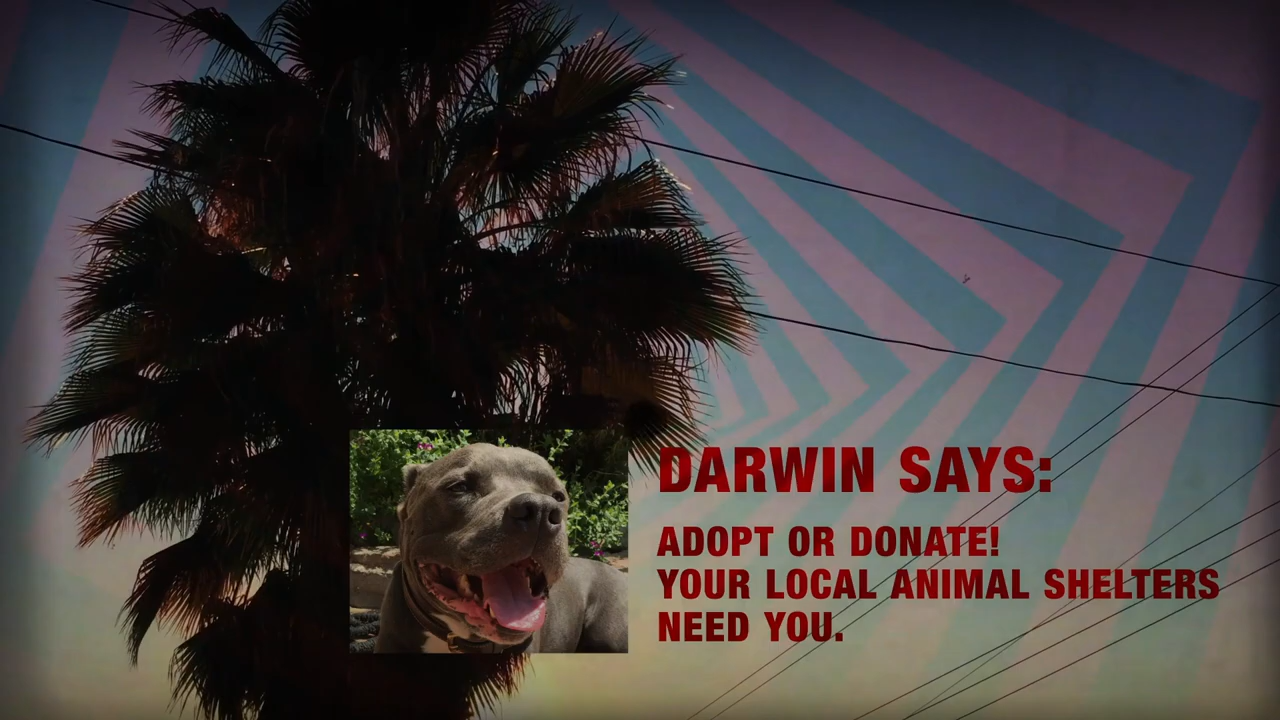 DARWIN SAYS:
ADOPT OR DONATE!
YOUR LOCAL ANIMAL SHELTERS
NEED YOU.